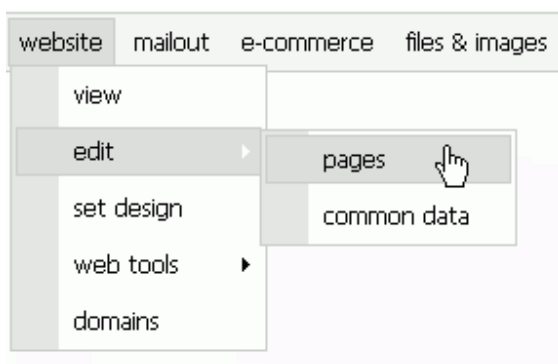 website mailout e-commerce files & images
view
edit
pages
set design
common data
web tools
domains